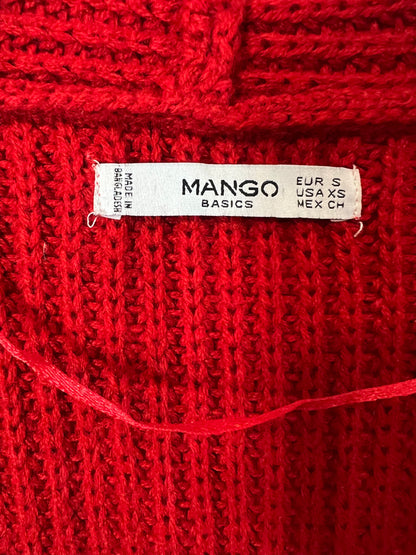 MADE IN
BANGLADESH
MANGO
BASICS
EUR S
USA XS
MEX CH